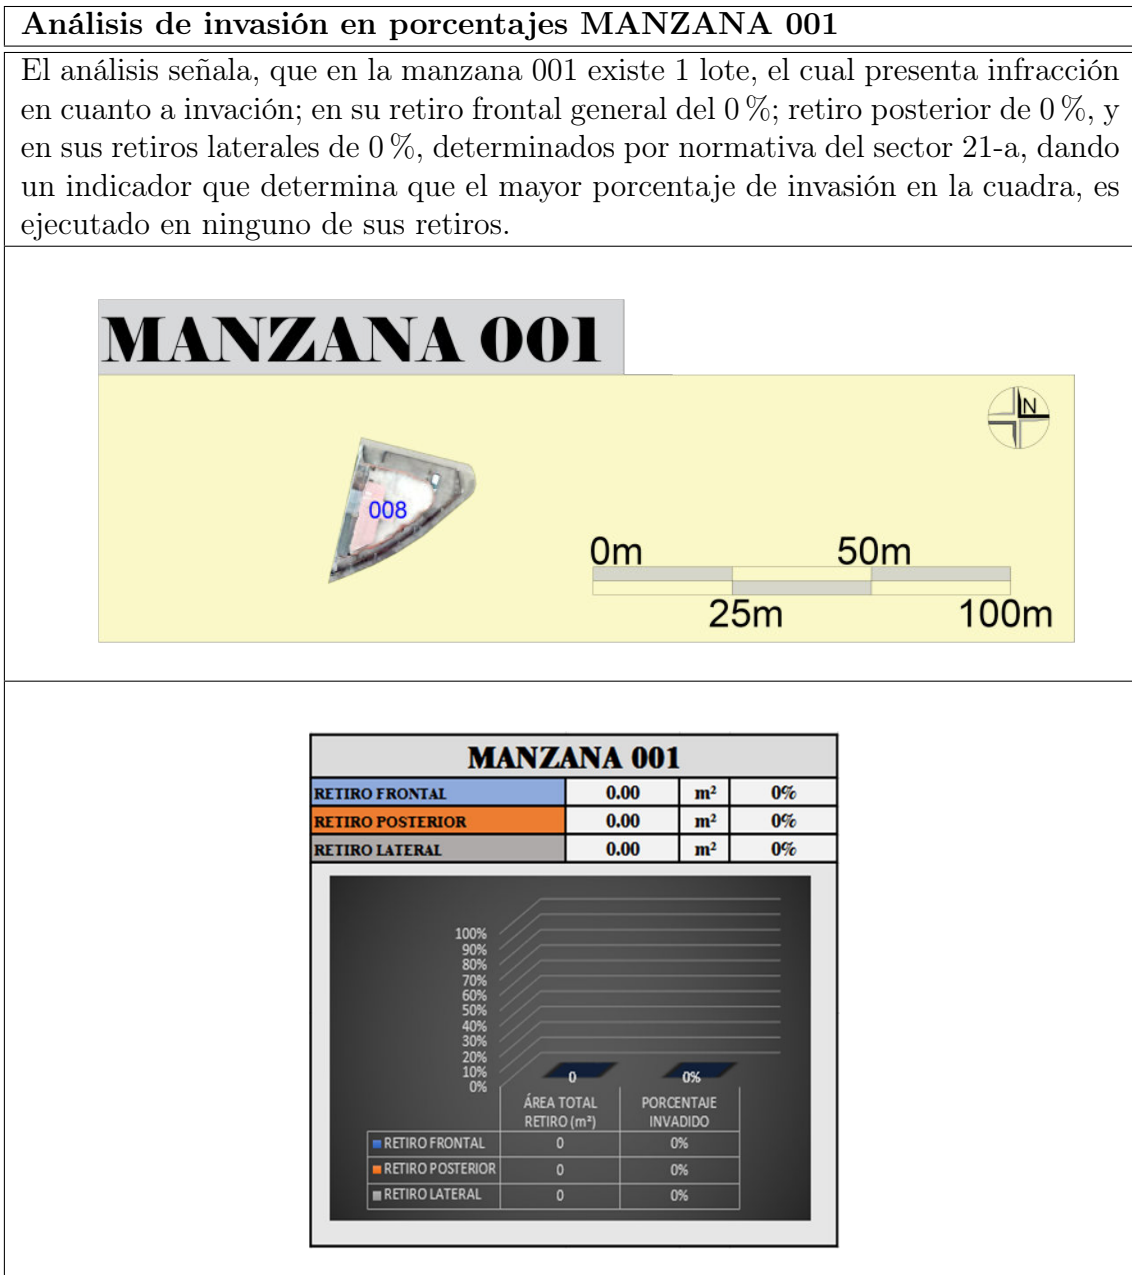 Análisis de invasión en porcentajes MANZANA 001
El análisis señala, que en la manzana 001 existe 1 lote, el cual presenta infracción
en cuanto a invación; en su retiro frontal general del 0 %; retiro posterior de 0 %, y
en sus retiros laterales de 0 %, determinados por normativa del sector 21-a, dando
un indicador que determina que el mayor porcentaje de invasión en la cuadra, es
ejecutado en ninguno de sus retiros.
MANZANA 001
N
008
0m 50m
25m 100m
MANZANA 001
RETIRO FRONTAL 0.00 m² 0%
RETIRO POSTERIOR 0.00 m² 0%
RETIRO LATERAL 0.00 m² 0%
100%
90%
80%
70%
60%
50%
40%
30%
20%
10%
0%
0 0%
ÁREA TOTAL PORCENTAJE
RETIRO (m²) INVADIDO
RETIRO FRONTAL 0 0%
RETIRO POSTERIOR 0 0%
RETIRO LATERAL 0 0%